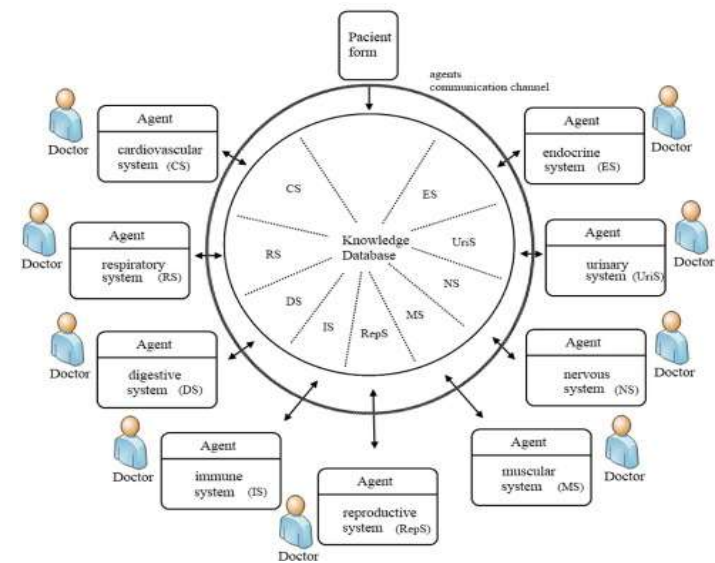 Pacient
form
agents
communication channel
Agent
cardiovascular
system (CS)
Doctor
Agent
endocrine
system (ES)
Doctor
CS
ES
Agent
respiratory
system (RS)
Doctor
RS
Knowledge
Database
UriS
Agent
urinary
system (UriS)
Doctor
DS
IS
RepS
MS
NS
Agent
digestive
system (DS)
Doctor
Agent
nervous
system (NS)
Doctor
Agent
immune
system (IS)
Doctor
Agent
reproductive
system (RepS)
Doctor
Agent
muscular
system (MS)
Doctor